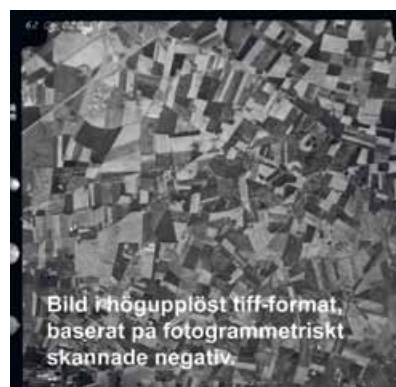 Bild i högupplöst tiff-format,
baserat på fotogrammetriskt
skannade negativ.